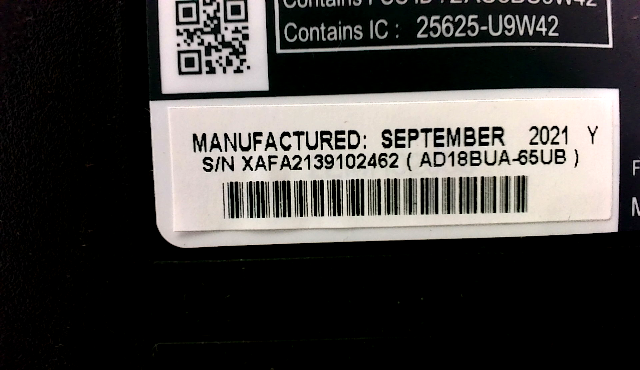 Contains IC : 25625-U9W42
MANUFACTURED: SEPTEMBER 2021 Y
S/N XAFA2139102462 ( AD18BUA-65UB )